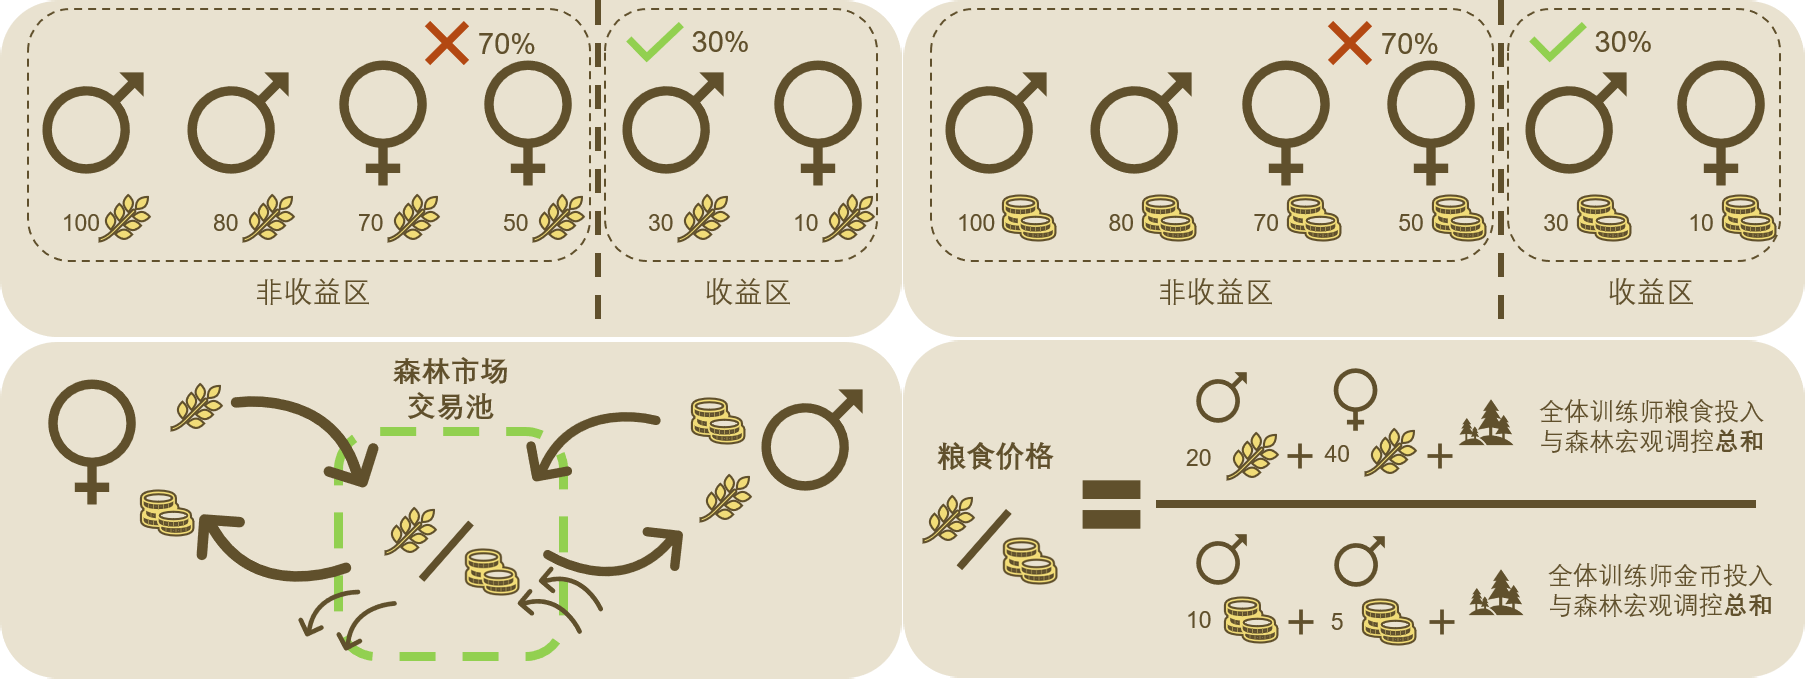 70%
30%
100
80
70
50
30
10
非收益区
收益区
70%
30%
100
80
70
50
30
10
非收益区
收益区
森林市场
交易池
粮食价格
20
+
40
+
全体训练师粮食投入
与森林宏观调控总和
=
10
+
5
+
全体训练师金币投入
与森林宏观调控总和